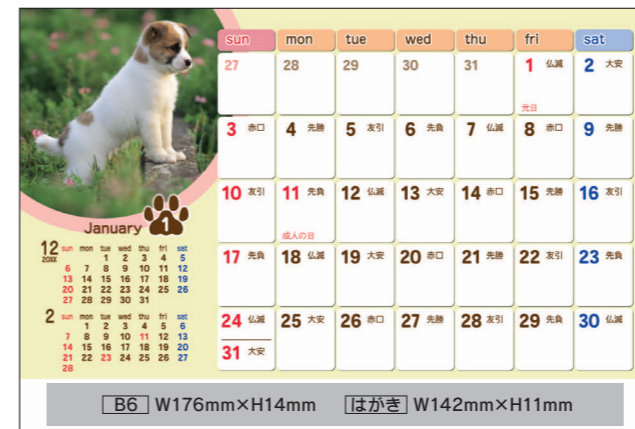 sun mon tue wed thu fri sat
27 28 29 30 31 1 仏滅 2 大安
元日
3 赤口 4 先勝 5 友引 6 先負 7 仏滅 8 赤口 9 先勝
10 友引 11 先負 12 仏滅 13 大安 14 赤口 15 先勝 16 友引
成人の日
17 先負 18 仏滅 19 大安 20 赤口 21 先勝 22 友引 23 先負
24 仏滅 25 大安 26 赤口 27 先勝 28 友引 29 先負 30 仏滅
31 大安
January 1
12 sun mon tue wed thu fri sat
20XX 1 2 3 4 5
6 7 8 9 10 11 12
13 14 15 16 17 18 19
20 21 22 23 24 25 26
27 28 29 30 31
2 sun mon tue wed thu fri sat
1 2 3 4 5 6
7 8 9 10 11 12 13
14 15 16 17 18 19 20
21 22 23 24 25 26 27
28
B6 W176mm×H14mm はがき W142mm×H11mm